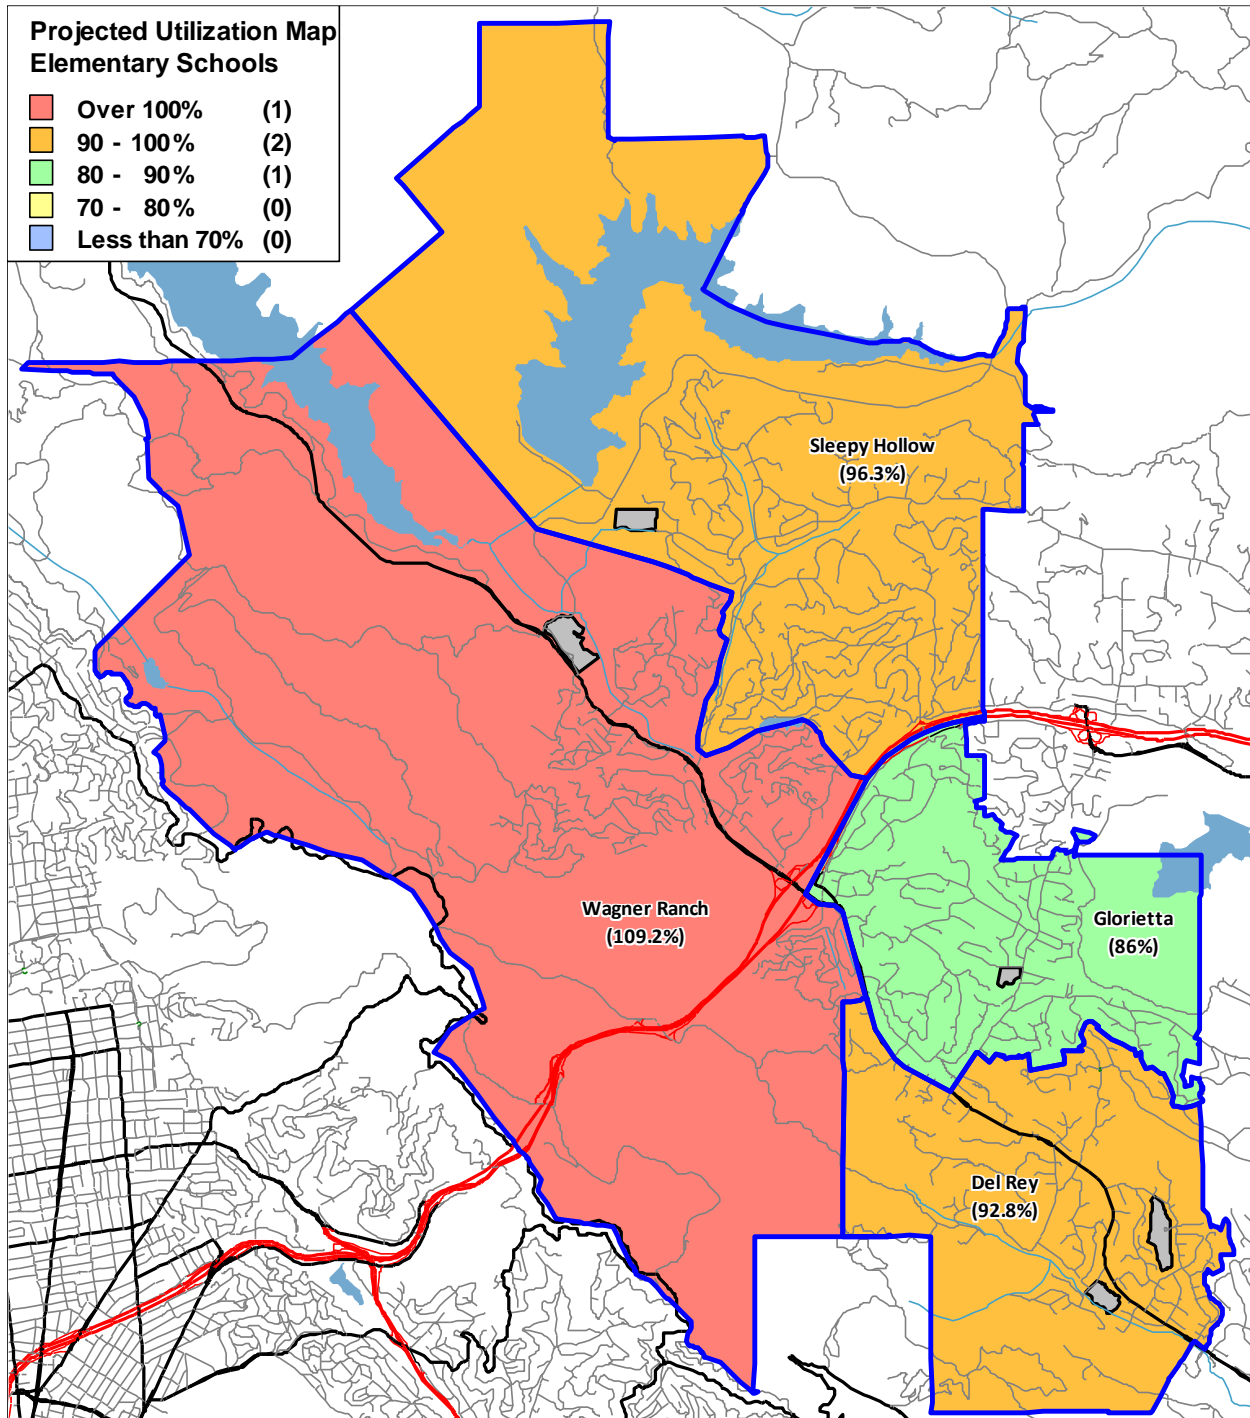 Projected Utilization Map
Elementary Schools
Over 100% (1)
90 - 100% (2)
80 - 90% (1)
70 - 80% (0)
Less than 70% (0)
Sleepy Hollow
(96.3%)
Wagner Ranch
(109.2%)
Glorietta
(86%)
Del Rey
(92.8%)